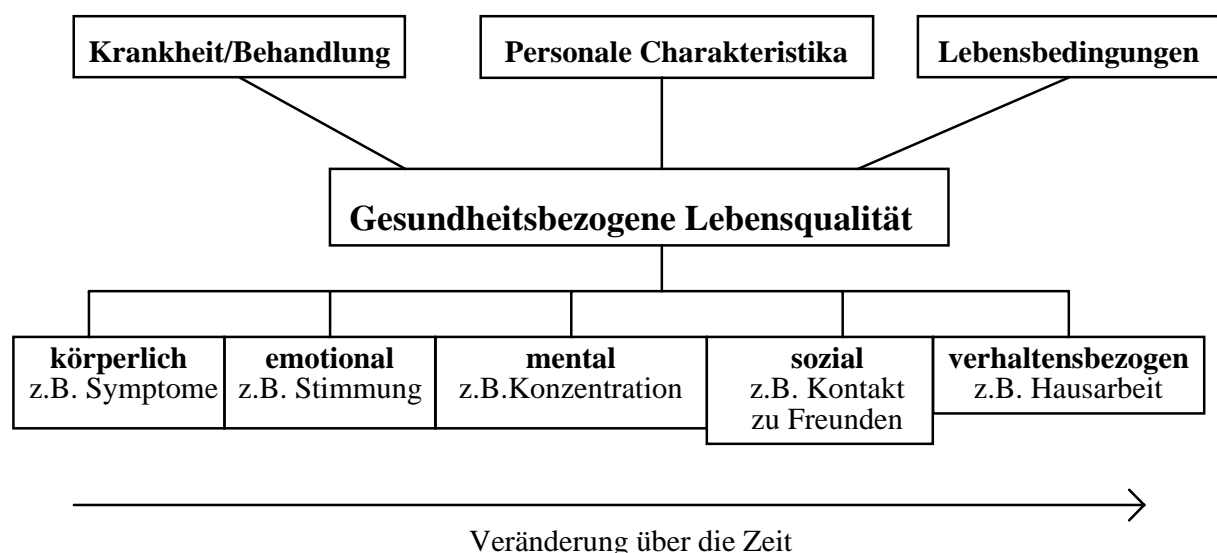 Krankheit/Behandlung
Personale Charakteristika
Lebensbedingungen
Gesundheitsbezogene Lebensqualität
körperlich
z.B. Symptome
emotional
z.B. Stimmung
mental
z.B.Konzentration
sozial
z.B. Kontakt
zu Freunden
verhaltensbezogen
z.B. Hausarbeit
Veränderung über die Zeit